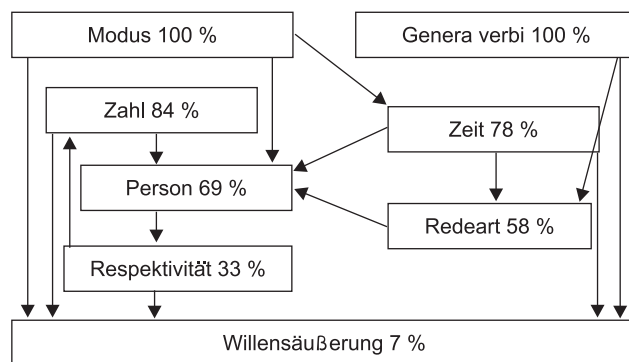 Modus 100 %
Genera verbi 100 %
Zahl 84 %
Zeit 78 %
Person 69 %
Redeart 58 %
Respektivität 33 %
Willensäußerung 7 %